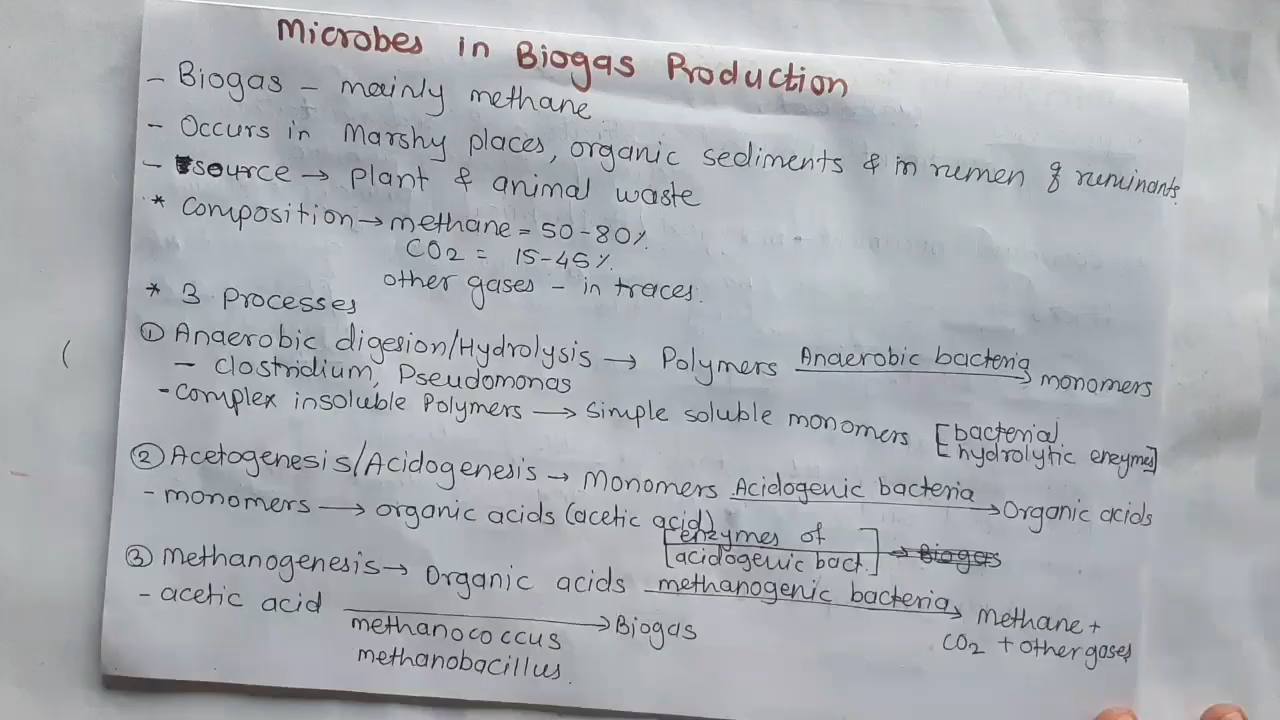 Microbes in Biogas Production
- Biogas - mainly methane
- Occurs in Marshy places, organic sediments & in rumen of ruminants
- source → plant & animal waste
* composition → methane = 50-80%
CO2 = 15-45%
other gases - in traces.
* 3 Processes
① Anaerobic digesion/Hydrolysis → Polymers Anaerobic bacteria → monomers
- clostridium, Pseudomonas
- complex insoluble Polymers → simple soluble monomers [bacterial hydrolytic enzymes]
② Acetogenesis/Acidogenesis → Monomers Acidogenic bacteria → Organic acids
- monomers → organic acids (acetic acid) [enzymes of acidogenic bact.] → Biogas
③ Methanogenesis → Organic acids methanogenic bacteria → methane +
CO2 + other gases
- acetic acid → Biogas
methanococcus
methanobacillus.